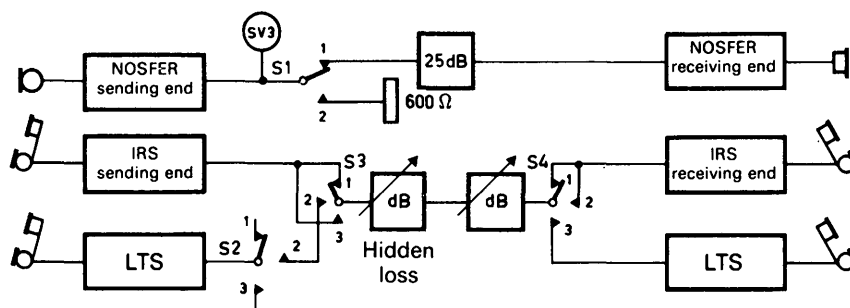 SV3
NOSFER
sending end
S1
1
2
25dB
600 Ω
NOSFER
receiving end
IRS
sending end
S3
1
2
3
dB
Hidden
loss
dB
S4
1
2
3
IRS
receiving end
LTS
S2
1
2
3
LTS